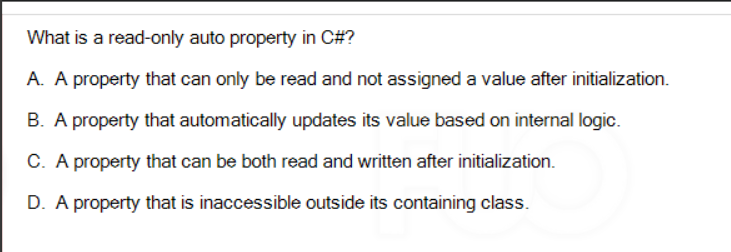 What is a read-only auto property in C#?
A. A property that can only be read and not assigned a value after initialization.
B. A property that automatically updates its value based on internal logic.
C. A property that can be both read and written after initialization.
D. A property that is inaccessible outside its containing class.